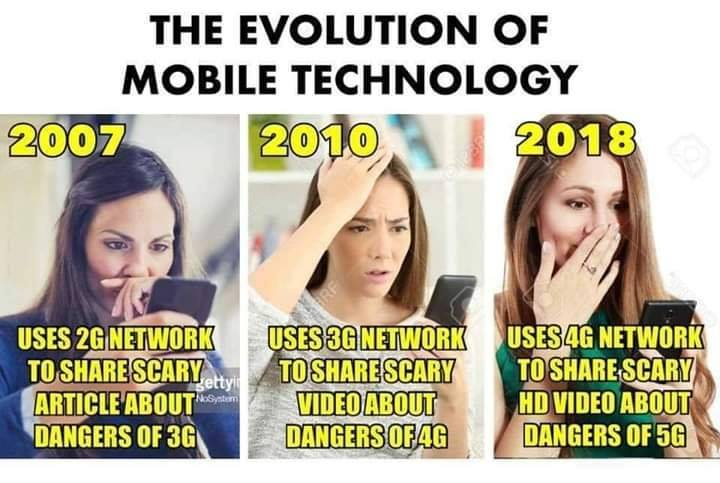 THE EVOLUTION OF
MOBILE TECHNOLOGY
2007
USES 2G NETWORK
TO SHARE SCARY
ARTICLE ABOUT
DANGERS OF 3G
gettyi
NoSystem
2010
USES 3G NETWORK
TO SHARE SCARY
VIDEO ABOUT
DANGERS OF 4G
2018
USES 4G NETWORK
TO SHARE SCARY
HD VIDEO ABOUT
DANGERS OF 5G